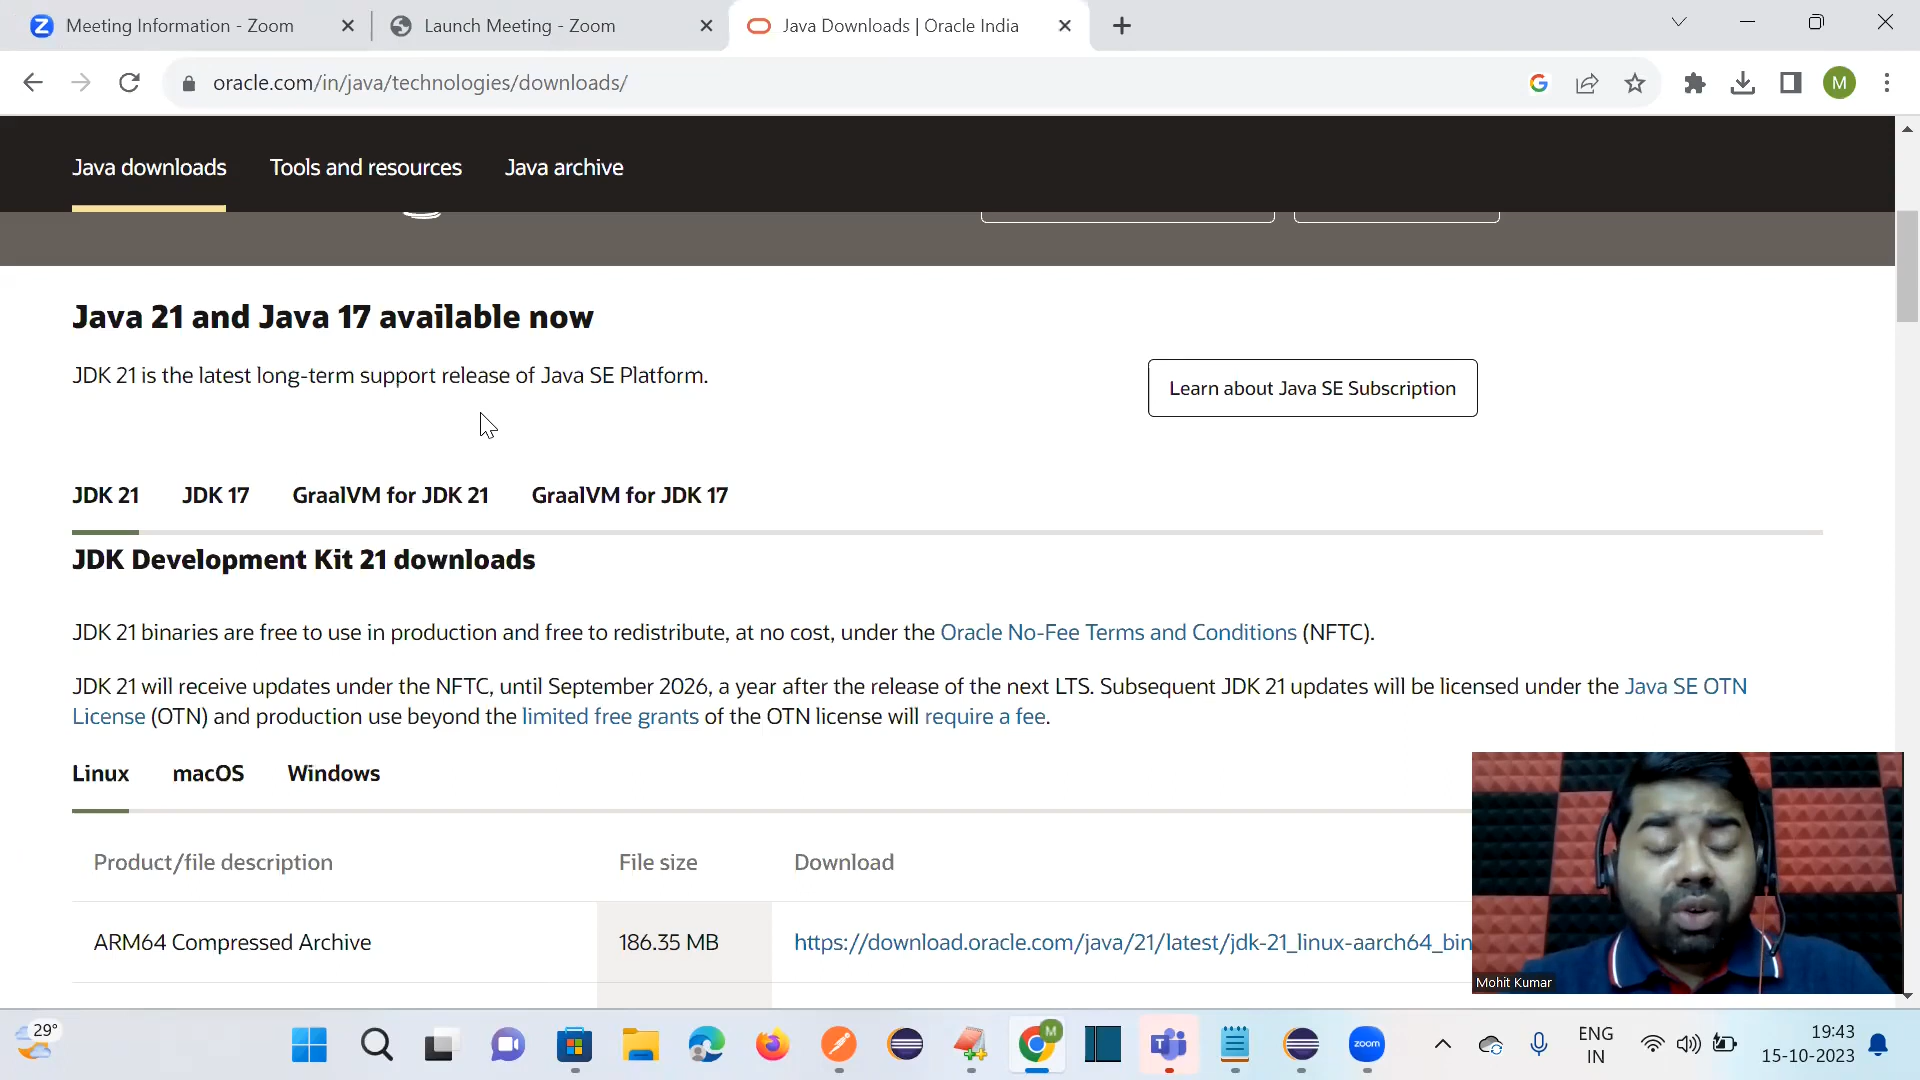 Meeting Information - Zoom
Launch Meeting - Zoom
Java Downloads | Oracle India
oracle.com/in/java/technologies/downloads/
M
Java downloads
Tools and resources
Java archive
Java 21 and Java 17 available now
JDK 21 is the latest long-term support release of Java SE Platform.
Learn about Java SE Subscription
JDK 21
JDK 17
GraalVM for JDK 21
GraalVM for JDK 17
JDK Development Kit 21 downloads
JDK 21 binaries are free to use in production and free to redistribute, at no cost, under the Oracle No-Fee Terms and Conditions (NFTC).
JDK 21 will receive updates under the NFTC, until September 2026, a year after the release of the next LTS. Subsequent JDK 21 updates will be licensed under the Java SE OTN
License (OTN) and production use beyond the limited free grants of the OTN license will require a fee.
Linux
macOS
Windows
Product/file description
File size
Download
ARM64 Compressed Archive
186.35 MB
https://download.oracle.com/java/21/latest/jdk-21_linux-aarch64_bin
Mohit Kumar
29°
M
zoom
ENG
IN
19:43
15-10-2023